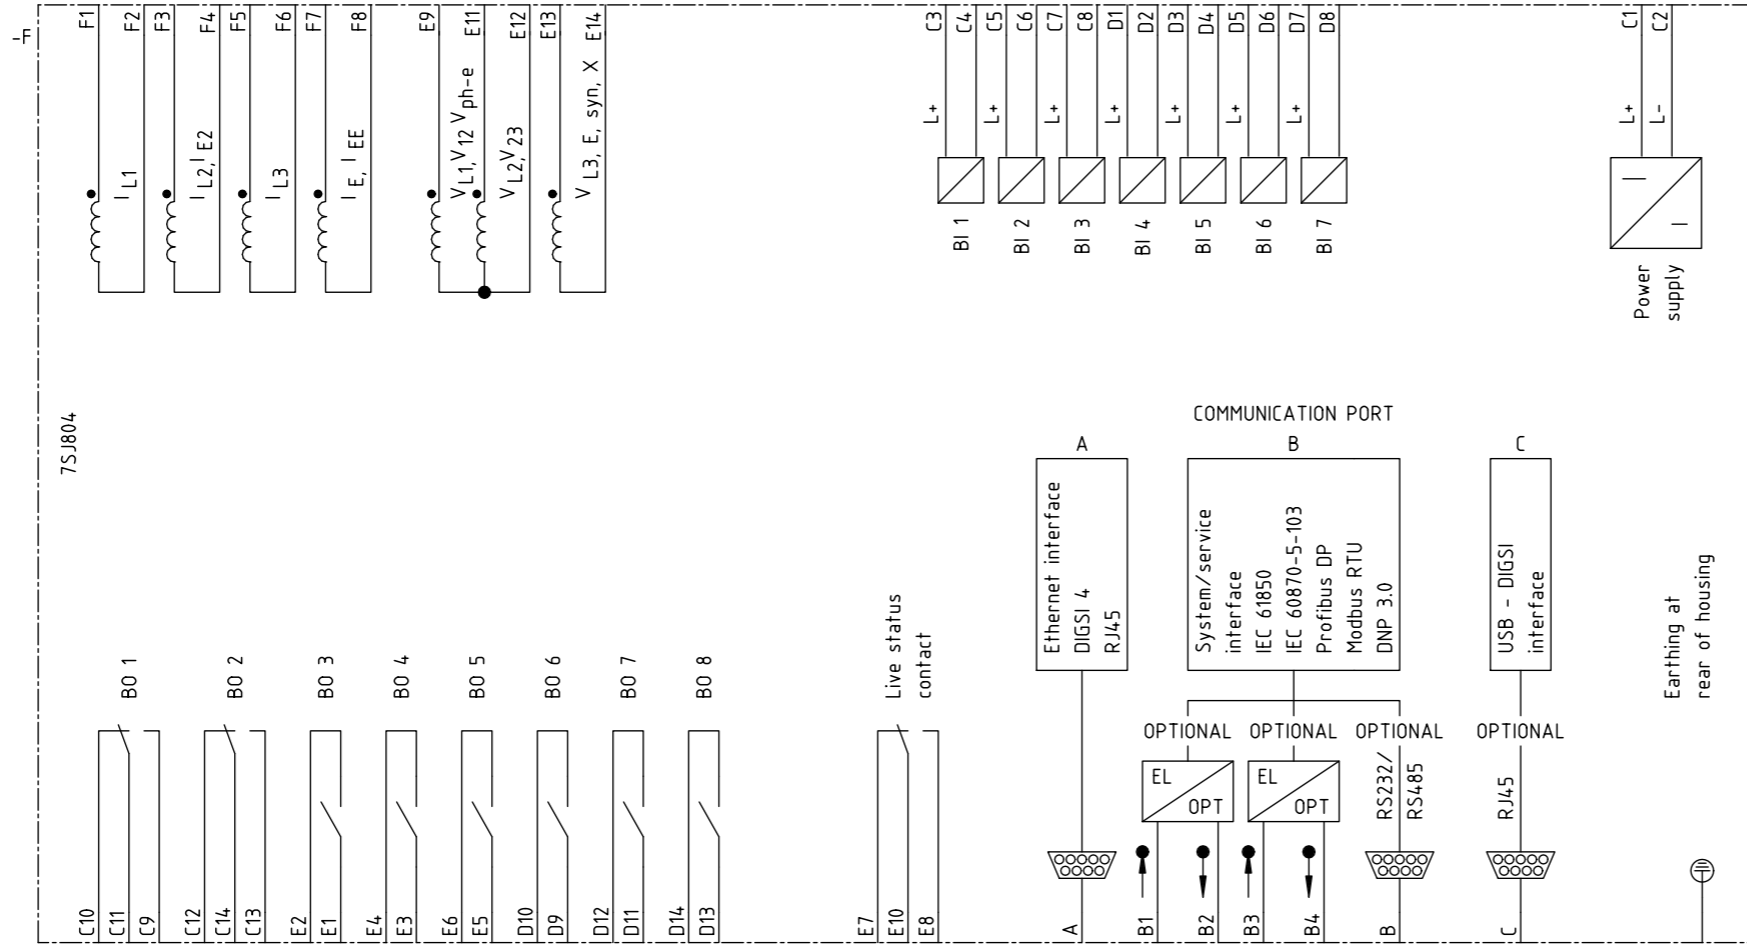 -F
F1
F2
F3
F4
F5
F6
F7
F8
E9
E11
E12
E13
E14
C3
C4
C5
C6
C7
C8
D1
D2
D3
D4
D5
D6
D7
D8
C1
C2
I L1
I L2, I E2
I L3
I E, I EE
V L1, V 12 V ph-e
V L2, V 23
V L3, E, syn, X
L+
L+
L+
L+
L+
L+
L+
L+
L-
BI 1
BI 2
BI 3
BI 4
BI 5
BI 6
BI 7
Power
supply
7SJ804
COMMUNICATION PORT
A
B
C
Ethernet interface
DIGSI 4
RJ45
System/service
interface
IEC 61850
IEC 60870-5-103
Profibus DP
Modbus RTU
DNP 3.0
USB - DIGSI
interface
Earthing at
rear of housing
BO 1
BO 2
BO 3
BO 4
BO 5
BO 6
BO 7
BO 8
Live status
contact
OPTIONAL
OPTIONAL
OPTIONAL
OPTIONAL
EL
OPT
EL
OPT
RS232/
RS485
RJ45
C10
C11
C9
C12
C14
C13
E2
E1
E4
E3
E6
E5
D10
D9
D12
D11
D14
D13
E7
E10
E8
A
B1
B2
B3
B4
B
C